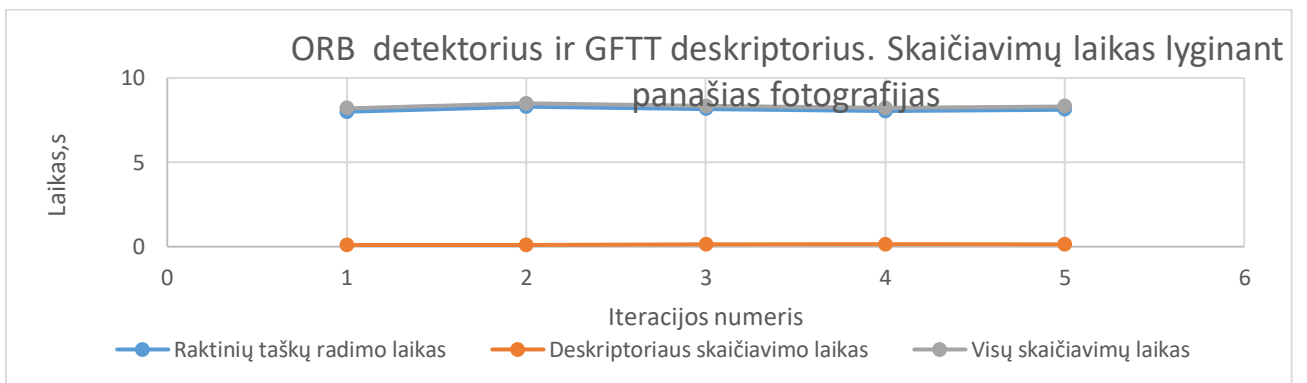 ORB detektorius ir GFTT deskriptorius. Skaičiavimų laikas lyginant
panašias fotografijas
10
5
0
Laikas,s
0 1 2 3 4 5 6
Iteracijos numeris
Raktinių taškų radimo laikas Deskriptoriaus skaičiavimo laikas Visų skaičiavimų laikas